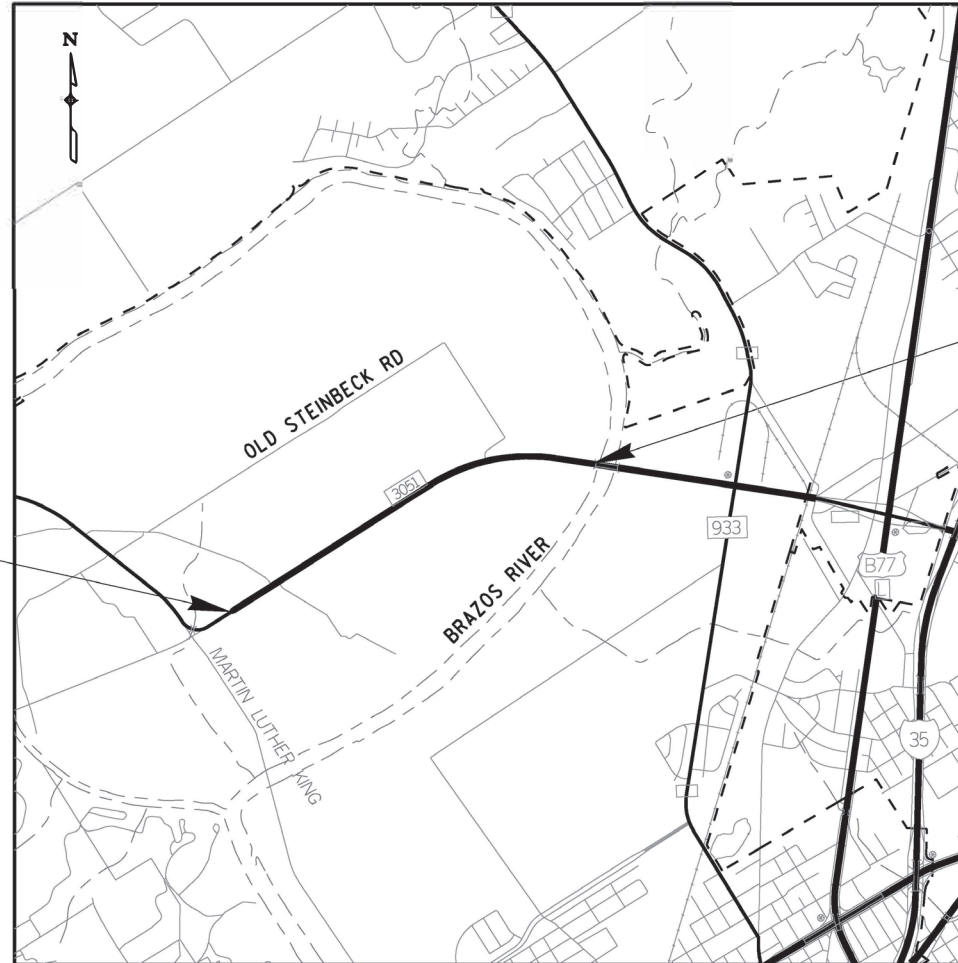 N
OLD STEINBECK RD
3051
933
BRAZOS RIVER
B77
MARTIN LUTHER KING
35